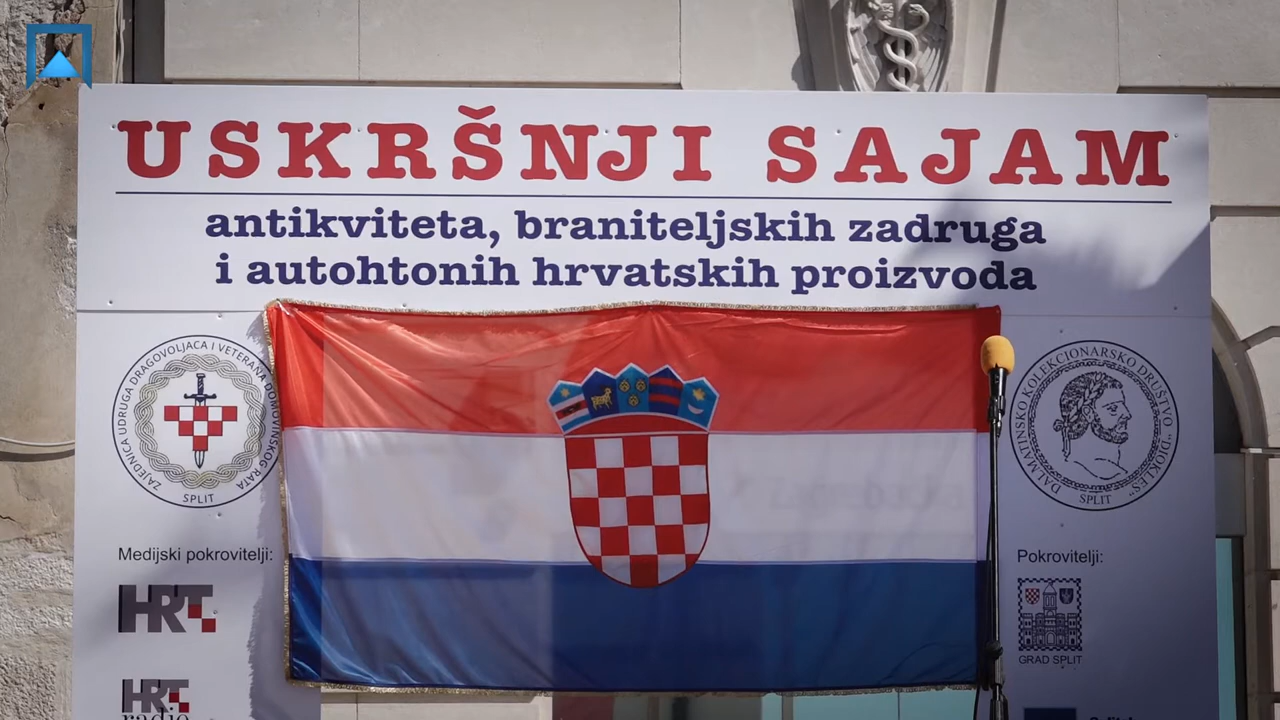 USKRŠNJI SAJAM
antikviteta, braniteljskih zadruga
i autohtonih hrvatskih proizvoda
ZAJEDNICA UDRUGA DRAGOVOLJACA I VETERANA DOMOVINSKOG RATA
SPLIT
DALMATINSKO KOLEKCIONARSKO DRUŠTVO "DIOKLES"
SPLIT
Medijski pokrovitelji:
HRT
HRT
radio
Pokrovitelji:
GRAD SPLIT